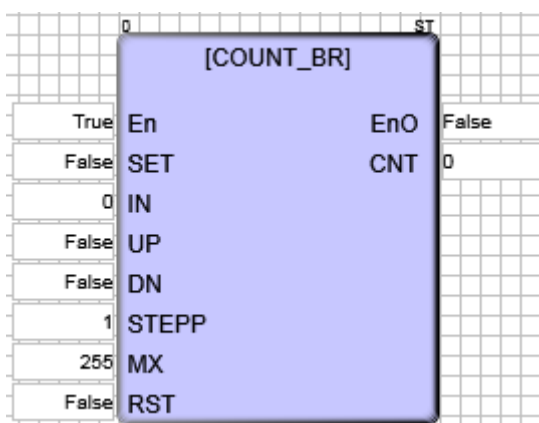 0 ST
[COUNT_BR]
True En EnO False
False SET CNT 0
0 IN
False UP
False DN
1 STEPP
255 MX
False RST